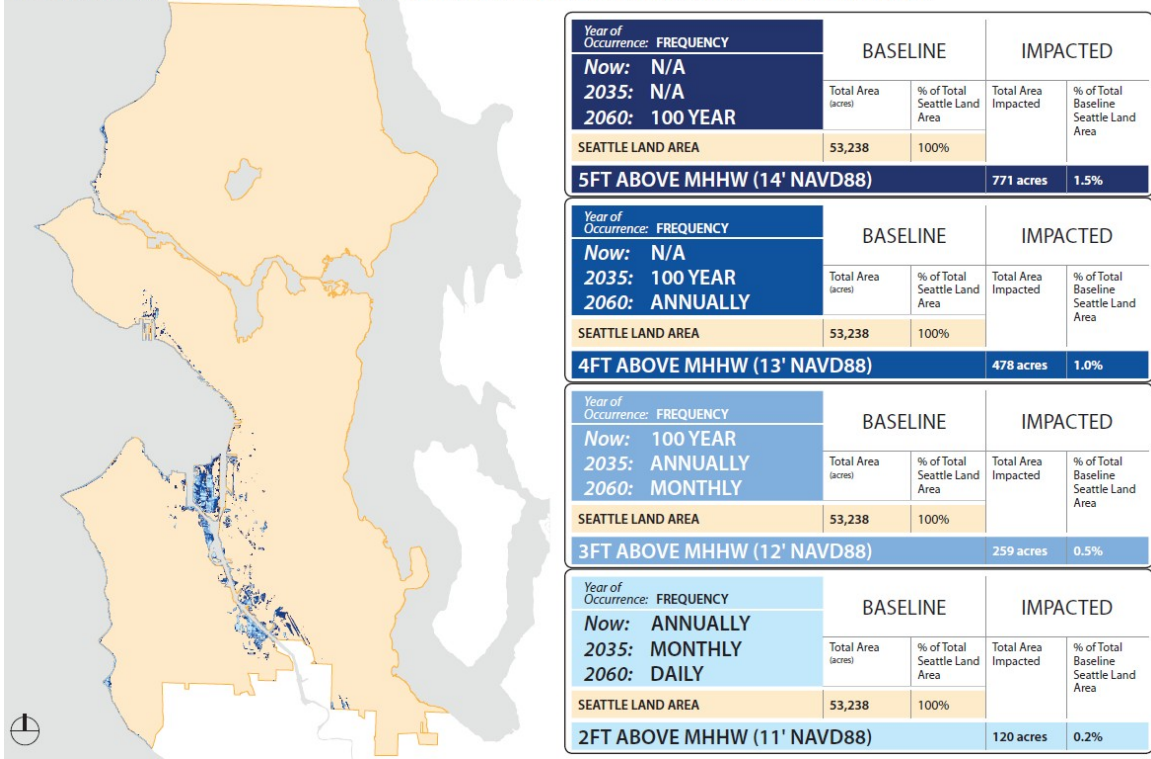 Year of
Occurrence: FREQUENCY
BASELINE
IMPACTED
Now: N/A
2035: N/A
2060: 100 YEAR
Total Area
(acres)
% of Total
Seattle Land
Area
Total Area
Impacted
% of Total
Baseline
Seattle Land
Area
SEATTLE LAND AREA
53,238
100%
5FT ABOVE MHHW (14' NAVD88)
771 acres
1.5%
Year of
Occurrence: FREQUENCY
BASELINE
IMPACTED
Now: N/A
2035: 100 YEAR
2060: ANNUALLY
Total Area
(acres)
% of Total
Seattle Land
Area
Total Area
Impacted
% of Total
Baseline
Seattle Land
Area
SEATTLE LAND AREA
53,238
100%
4FT ABOVE MHHW (13' NAVD88)
478 acres
1.0%
Year of
Occurrence: FREQUENCY
BASELINE
IMPACTED
Now: 100 YEAR
2035: ANNUALLY
2060: MONTHLY
Total Area
(acres)
% of Total
Seattle Land
Area
Total Area
Impacted
% of Total
Baseline
Seattle Land
Area
SEATTLE LAND AREA
53,238
100%
3FT ABOVE MHHW (12' NAVD88)
259 acres
0.5%
Year of
Occurrence: FREQUENCY
BASELINE
IMPACTED
Now: ANNUALLY
2035: MONTHLY
2060: DAILY
Total Area
(acres)
% of Total
Seattle Land
Area
Total Area
Impacted
% of Total
Baseline
Seattle Land
Area
SEATTLE LAND AREA
53,238
100%
2FT ABOVE MHHW (11' NAVD88)
120 acres
0.2%